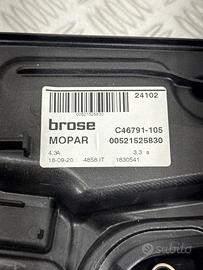 24102
00521525830
brose
C46791-105
MOPAR
00521525830
4.3A
3.3 a
18-09-20
4858 IT
1830541
subito